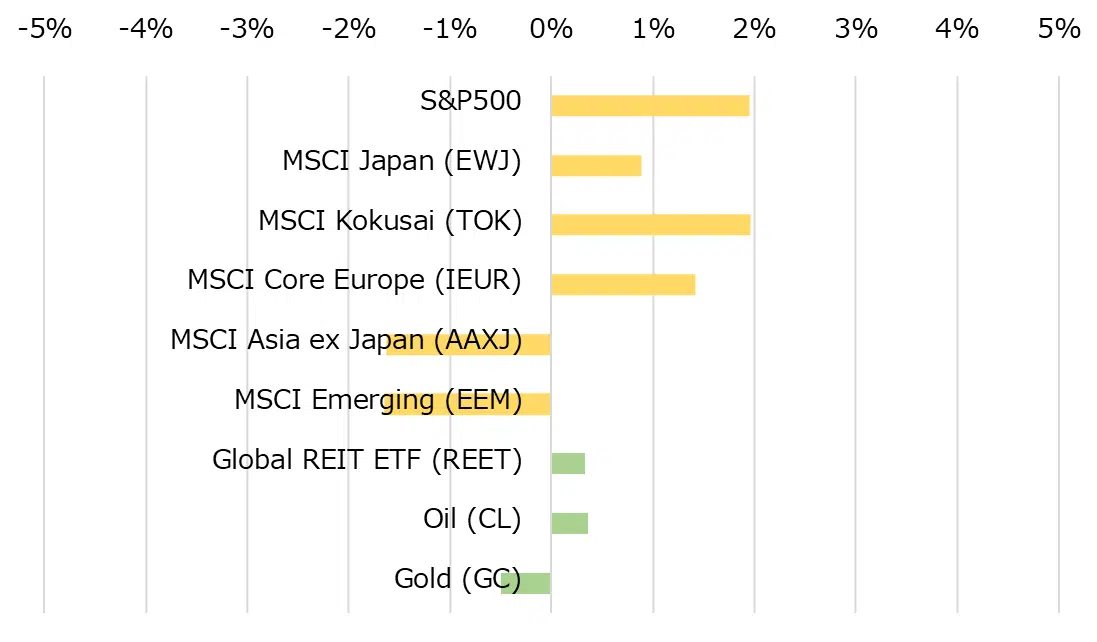 -5% -4% -3% -2% -1% 0% 1% 2% 3% 4% 5%
S&P500
MSCI Japan (EWJ)
MSCI Kokusai (TOK)
MSCI Core Europe (IEUR)
MSCI Asia ex Japan (AAXJ)
MSCI Emerging (EEM)
Global REIT ETF (REET)
Oil (CL)
Gold (GC)